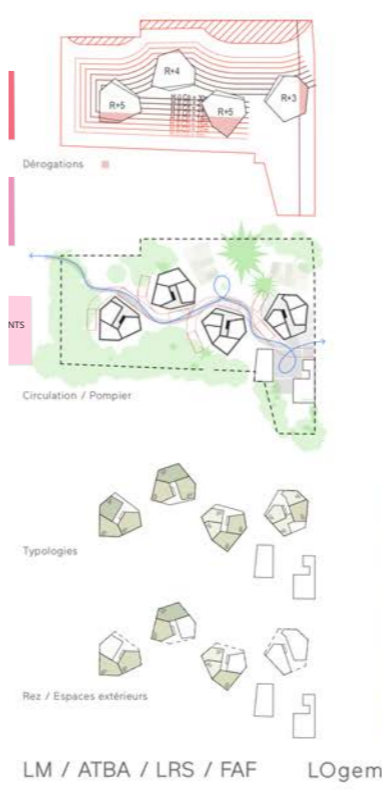 R+4
R+5
R+5
R+3
Dérogations
NTS
Circulation / Pompier
Typologies
Rez / Espaces extérieurs
LM / ATBA / LRS / FAF
LOgem